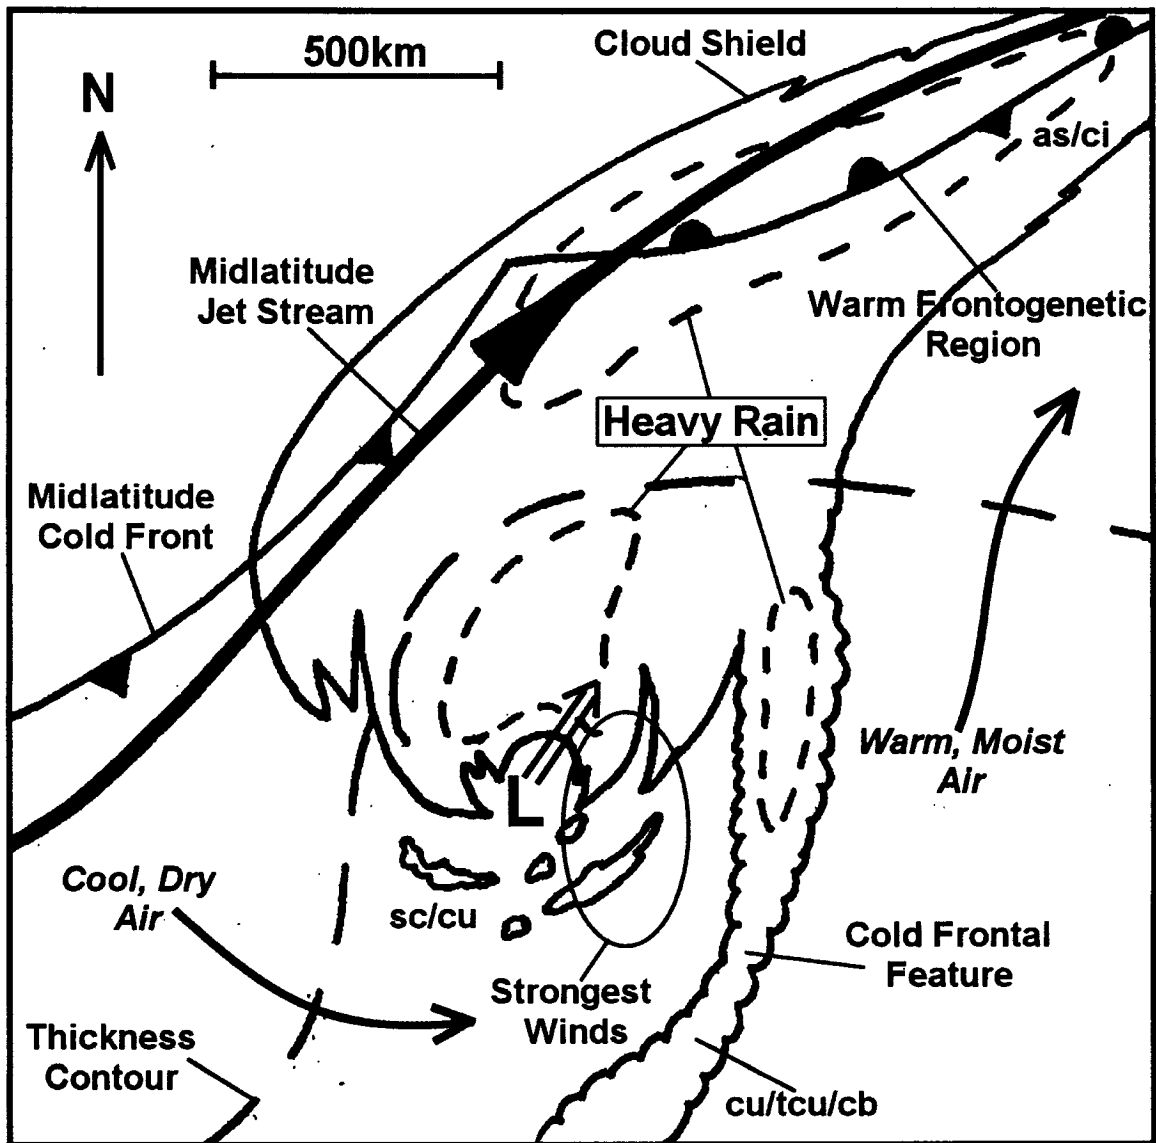 500km
Cloud Shield
N
as/ci
Midlatitude
Jet Stream
Warm Frontogenetic
Region
Heavy Rain
Midlatitude
Cold Front
Warm, Moist
Air
L
Cool, Dry
Air
sc/cu
Cold Frontal
Feature
Strongest
Winds
Thickness
Contour
cu/tcu/cb